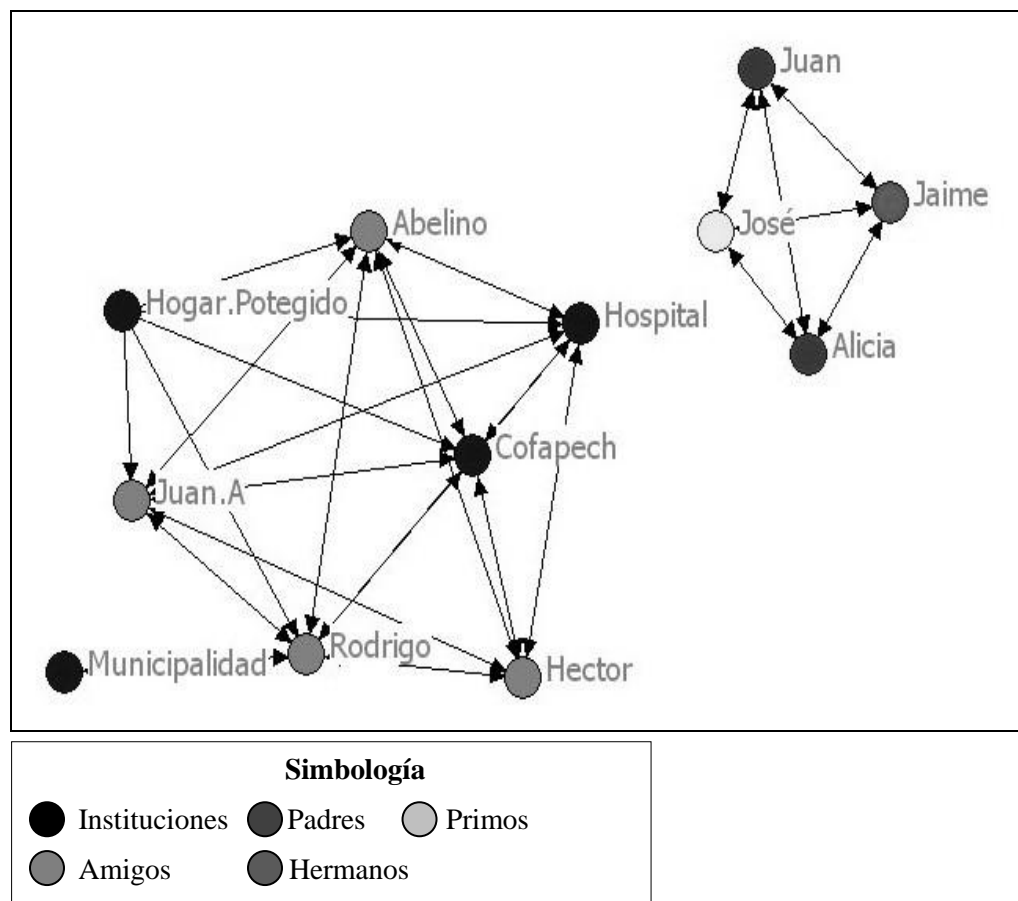 Juan
Jaime
José
Abelino
Hogar.Potegido
Hospital
Alicia
Cofapech
Juan.A
Rodrigo
Municipalidad
Hector
Simbología
Instituciones Padres Primos
Amigos Hermanos